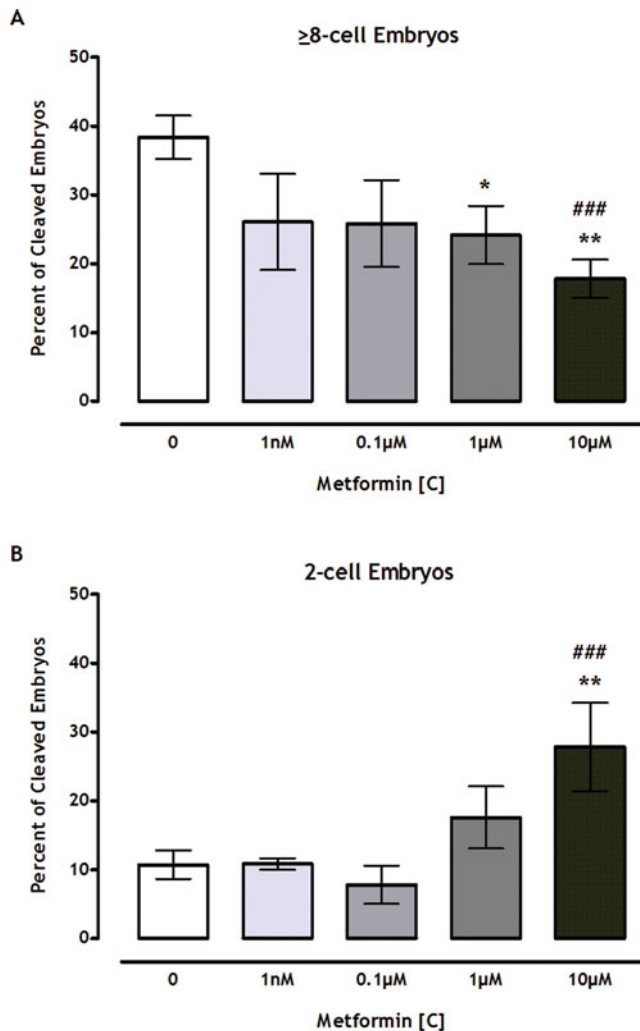 A
≥8-cell Embryos
50
40
30
20
10
0
Percent of Cleaved Embryos
*
###
**
0 1nM 0.1µM 1µM 10µM
Metformin [C]
B
2-cell Embryos
50
40
30
20
10
0
Percent of Cleaved Embryos
###
**
0 1nM 0.1µM 1µM 10µM
Metformin [C]